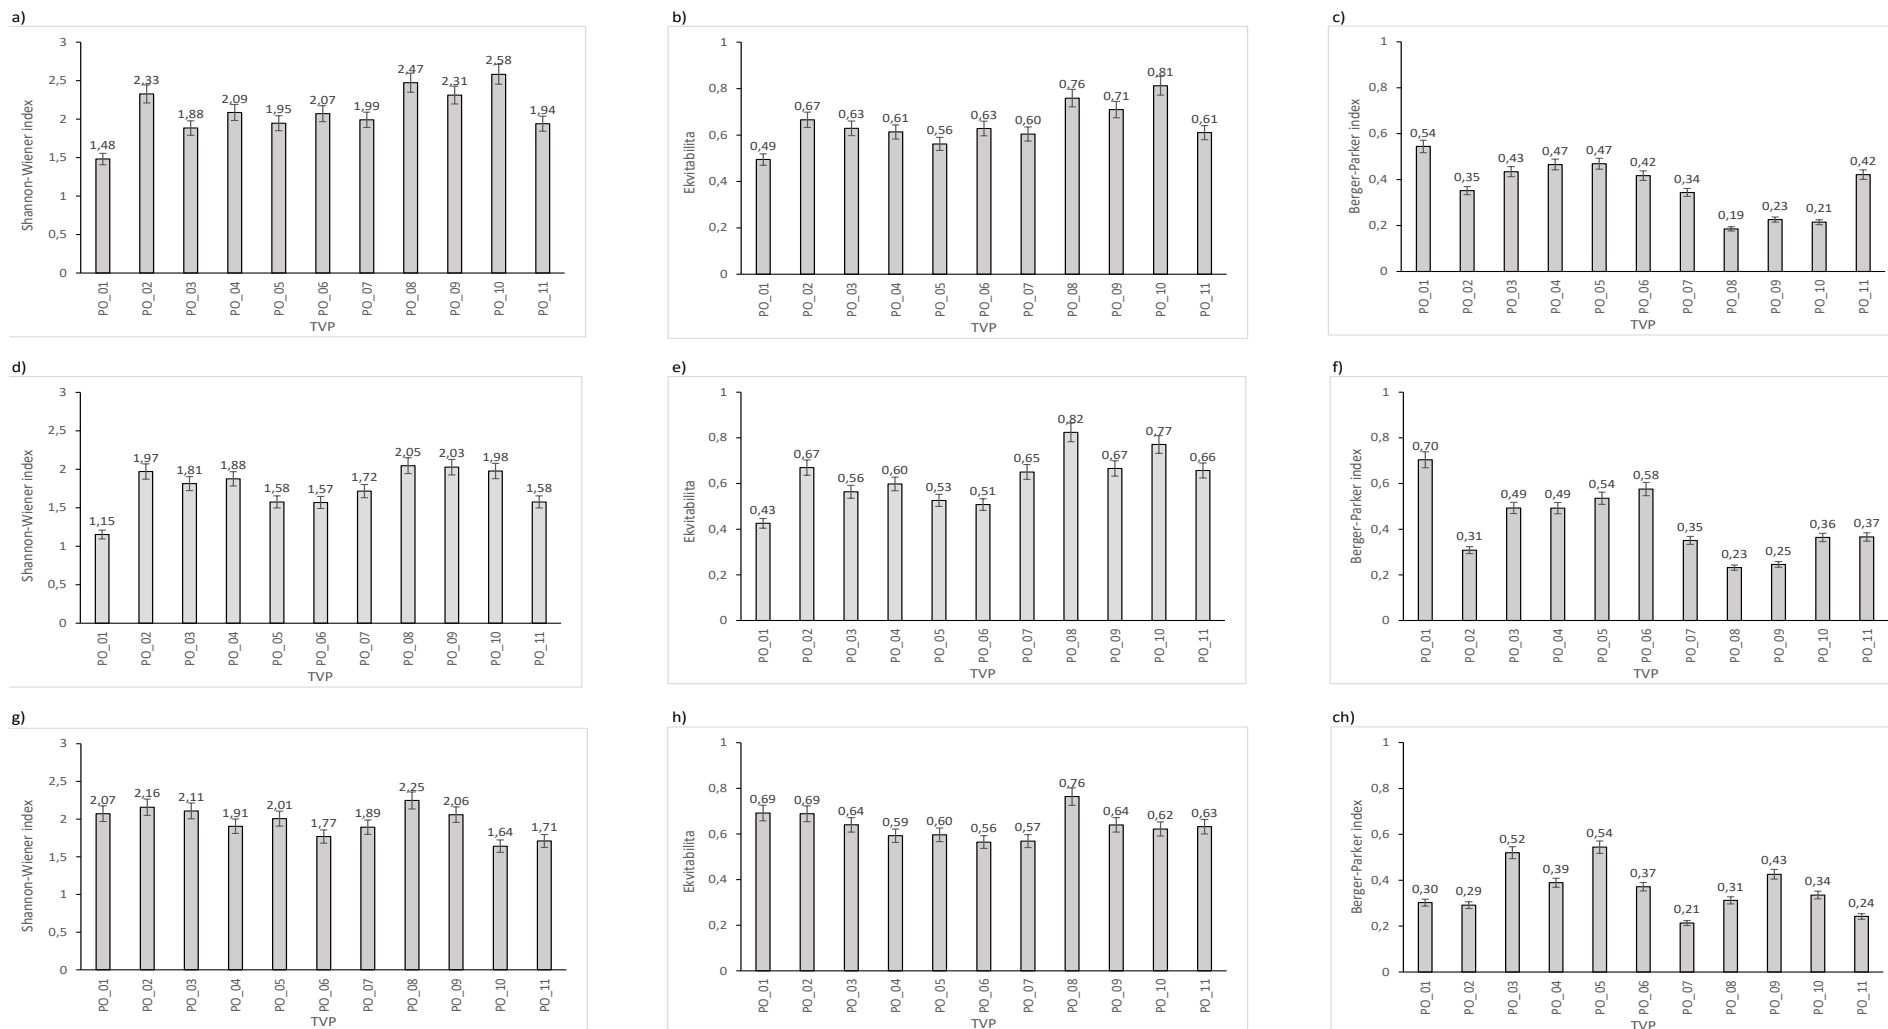 a)
3
2,5
2
1,5
1
0,5
0
Shannon-Wiener index
1,48
2,33
1,88
2,09
1,95
2,07
1,99
2,47
2,31
2,58
1,94
PO_01
PO_02
PO_03
PO_04
PO_05
PO_06
PO_07
PO_08
PO_09
PO_10
PO_11
TVP
b)
1
0,8
0,6
0,4
0,2
0
Ekvitabilita
0,49
0,67
0,63
0,61
0,56
0,63
0,60
0,76
0,71
0,81
0,61
PO_01
PO_02
PO_03
PO_04
PO_05
PO_06
PO_07
PO_08
PO_09
PO_10
PO_11
TVP
c)
1
0,8
0,6
0,4
0,2
0
Berger-Parker index
0,54
0,35
0,43
0,47
0,47
0,42
0,34
0,19
0,23
0,21
0,42
PO_01
PO_02
PO_03
PO_04
PO_05
PO_06
PO_07
PO_08
PO_09
PO_10
PO_11
TVP
d)
3
2,5
2
1,5
1
0,5
0
Shannon-Wiener index
1,15
1,97
1,81
1,88
1,58
1,57
1,72
2,05
2,03
1,98
1,58
PO_01
PO_02
PO_03
PO_04
PO_05
PO_06
PO_07
PO_08
PO_09
PO_10
PO_11
TVP
e)
1
0,8
0,6
0,4
0,2
0
Ekvitabilita
0,43
0,67
0,56
0,60
0,53
0,51
0,65
0,82
0,67
0,77
0,66
PO_01
PO_02
PO_03
PO_04
PO_05
PO_06
PO_07
PO_08
PO_09
PO_10
PO_11
TVP
f)
1
0,8
0,6
0,4
0,2
0
Berger-Parker index
0,70
0,31
0,49
0,49
0,54
0,58
0,35
0,23
0,25
0,36
0,37
PO_01
PO_02
PO_03
PO_04
PO_05
PO_06
PO_07
PO_08
PO_09
PO_10
PO_11
TVP
g)
3
2,5
2
1,5
1
0,5
0
Shannon-Wiener index
2,07
2,16
2,11
1,91
2,01
1,77
1,89
2,25
2,06
1,64
1,71
PO_01
PO_02
PO_03
PO_04
PO_05
PO_06
PO_07
PO_08
PO_09
PO_10
PO_11
TVP
h)
1
0,8
0,6
0,4
0,2
0
Ekvitabilita
0,69
0,69
0,64
0,59
0,60
0,56
0,57
0,76
0,64
0,62
0,63
PO_01
PO_02
PO_03
PO_04
PO_05
PO_06
PO_07
PO_08
PO_09
PO_10
PO_11
TVP
ch)
1
0,8
0,6
0,4
0,2
0
Berger-Parker index
0,30
0,29
0,52
0,39
0,54
0,37
0,21
0,31
0,43
0,34
0,24
PO_01
PO_02
PO_03
PO_04
PO_05
PO_06
PO_07
PO_08
PO_09
PO_10
PO_11
TVP